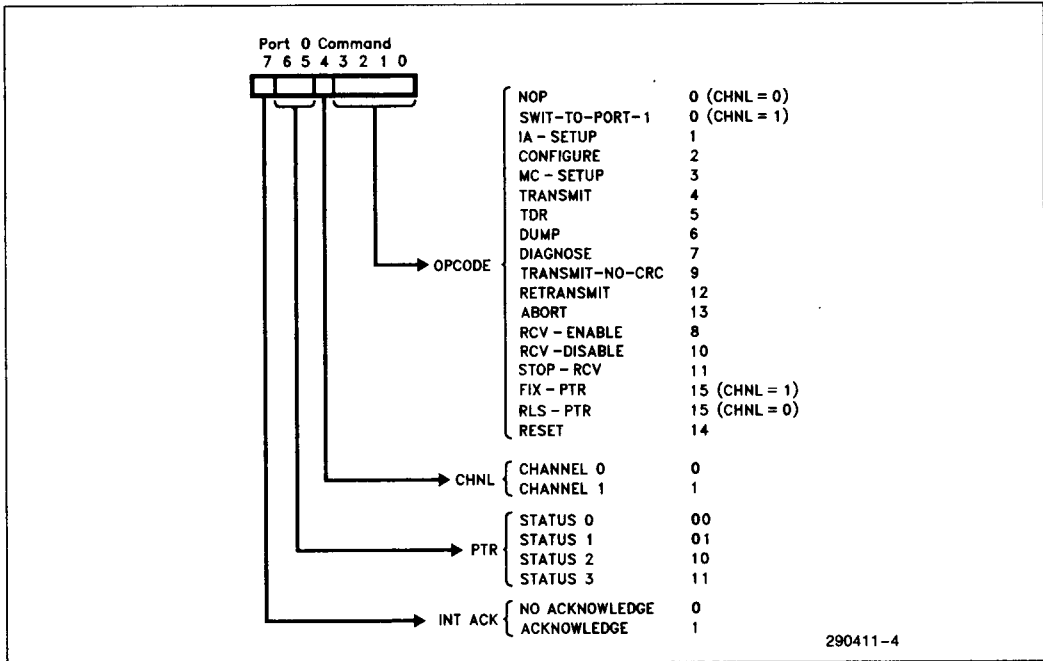 Port 0 Command
7 6 5 4 3 2 1 0
NOP 0 (CHNL = 0)
SWIT-TO-PORT-1 0 (CHNL = 1)
IA - SETUP 1
CONFIGURE 2
MC - SETUP 3
TRANSMIT 4
TDR 5
DUMP 6
DIAGNOSE 7
OPCODE
TRANSMIT-NO-CRC 9
RETRANSMIT 12
ABORT 13
RCV - ENABLE 8
RCV -DISABLE 10
STOP - RCV 11
FIX - PTR 15 (CHNL = 1)
RLS - PTR 15 (CHNL = 0)
RESET 14
CHNL
CHANNEL 0 0
CHANNEL 1 1
PTR
STATUS 0 00
STATUS 1 01
STATUS 2 10
STATUS 3 11
INT ACK
NO ACKNOWLEDGE 0
ACKNOWLEDGE 1
290411-4